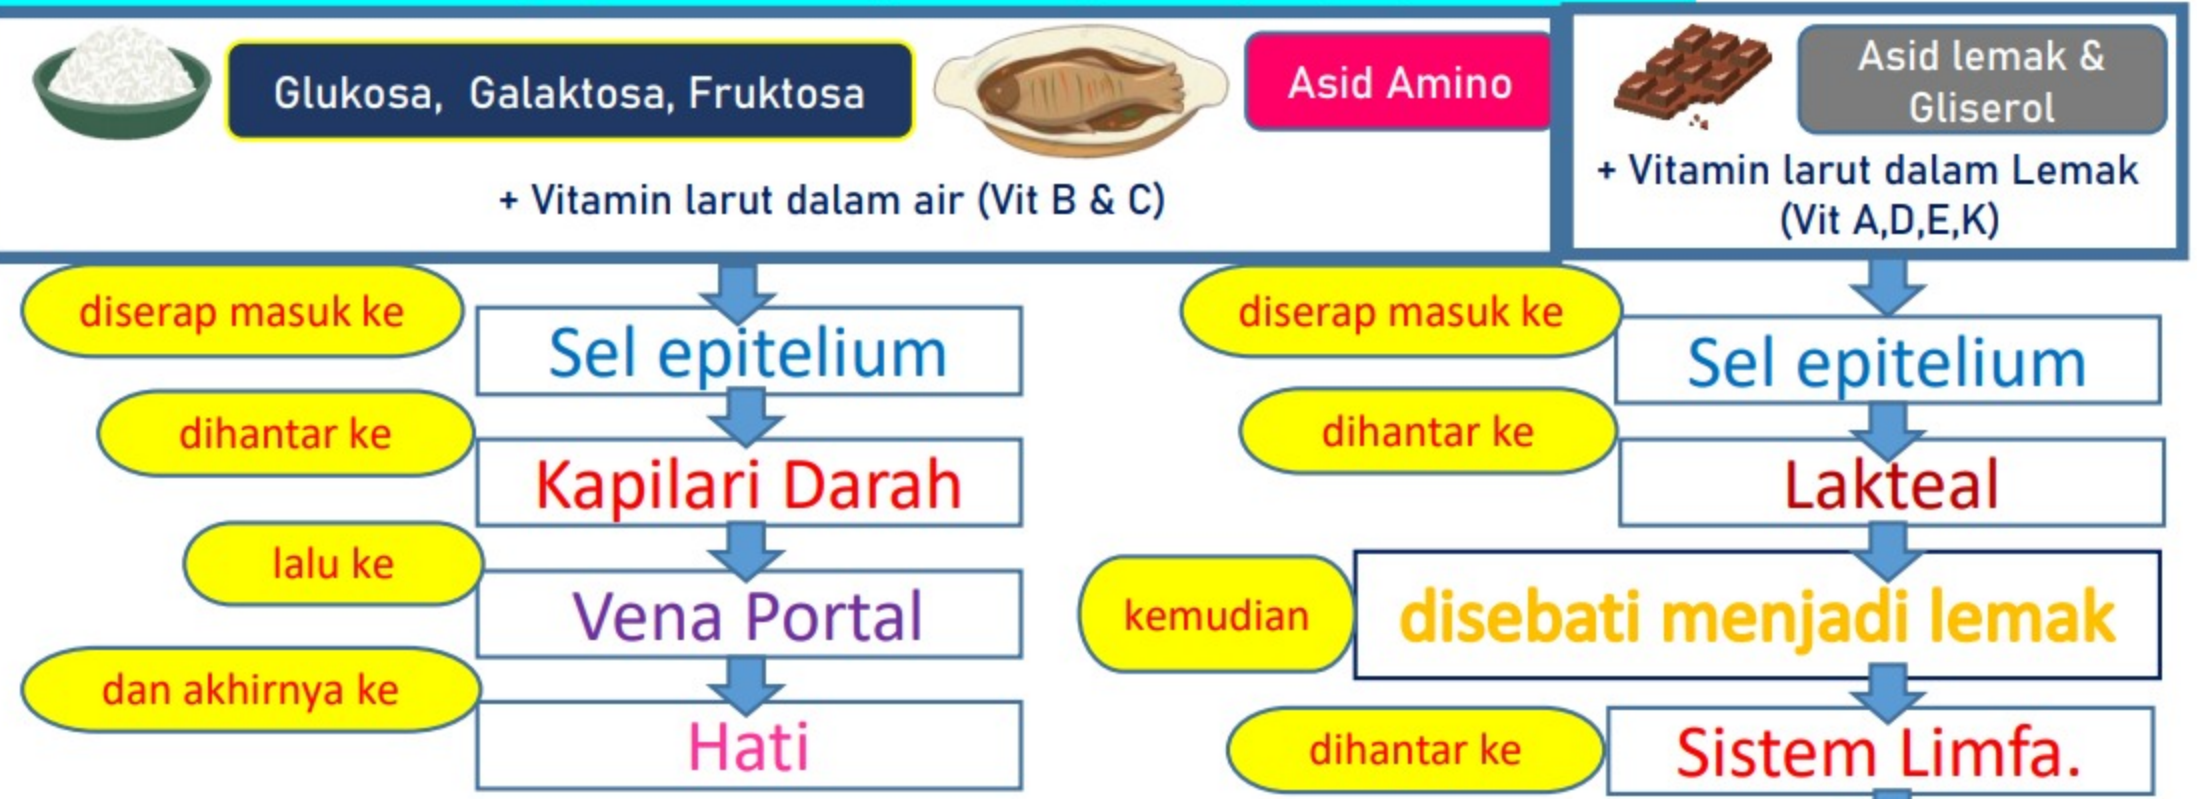 Glukosa, Galaktosa, Fruktosa
Asid Amino
+ Vitamin larut dalam air (Vit B & C)
diserap masuk ke
Sel epitelium
dihantar ke
Kapilari Darah
lalu ke
Vena Portal
dan akhirnya ke
Hati
Asid lemak &
Gliserol
+ Vitamin larut dalam Lemak
(Vit A,D,E,K)
diserap masuk ke
Sel epitelium
dihantar ke
Lakteal
kemudian
disebati menjadi lemak
dihantar ke
Sistem Limfa.